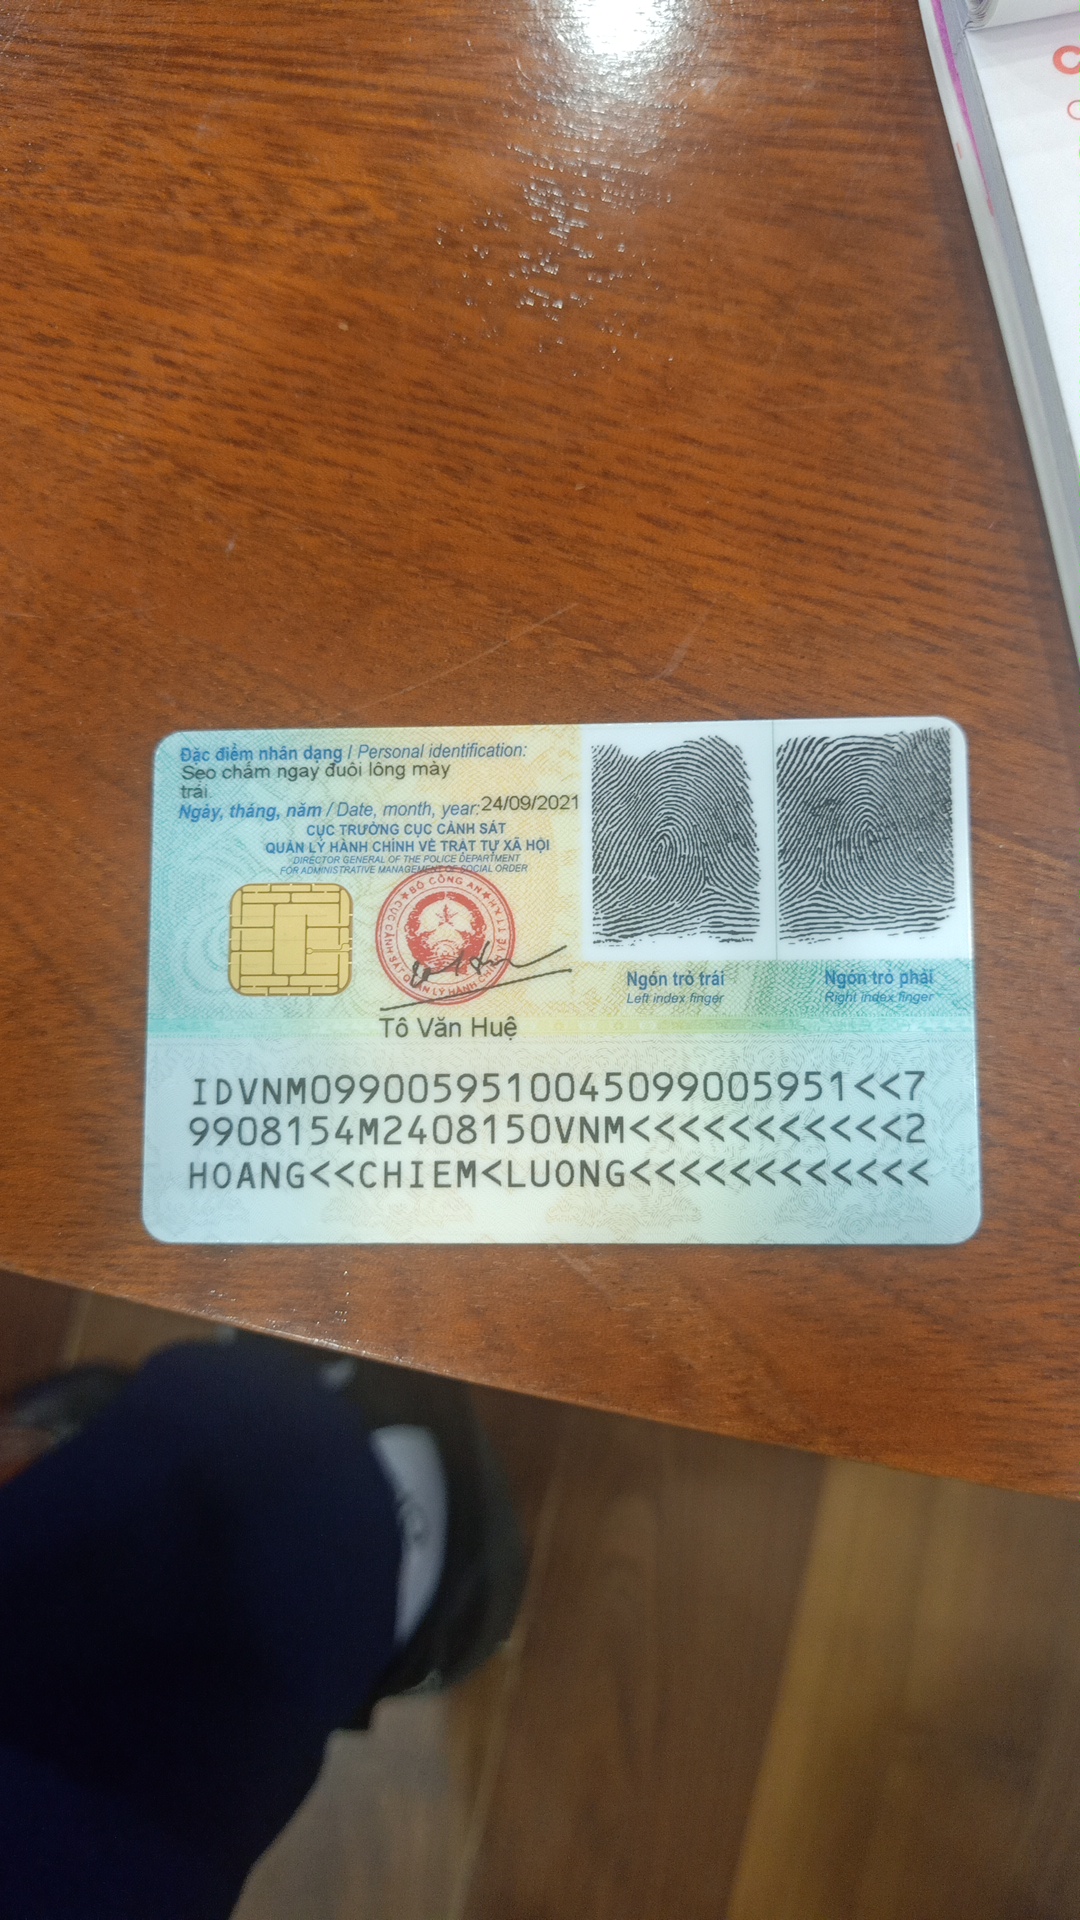 Đặc điểm nhân dạng / Personal identification:
Sẹo chấm ngay đuôi lông mày
trái
Ngày, tháng, năm / Date, month, year: 24/09/2021
CỤC TRƯỞNG CỤC CẢNH SÁT
QUẢN LÝ HÀNH CHÍNH VỀ TRẬT TỰ XÃ HỘI
DIRECTOR GENERAL OF THE POLICE DEPARTMENT
FOR ADMINISTRATIVE MANAGEMENT OF SOCIAL ORDER
BỘ CÔNG AN
Tô Văn Huệ
Ngón trỏ trái
Left index finger
Ngón trỏ phải
Right index finger
IDVNM0990059510045099005951<<7
9908154M2408150VNM<<<<<<<<<<<2
HOANG<<CHIEM<LUONG<<<<<<<<<<<<